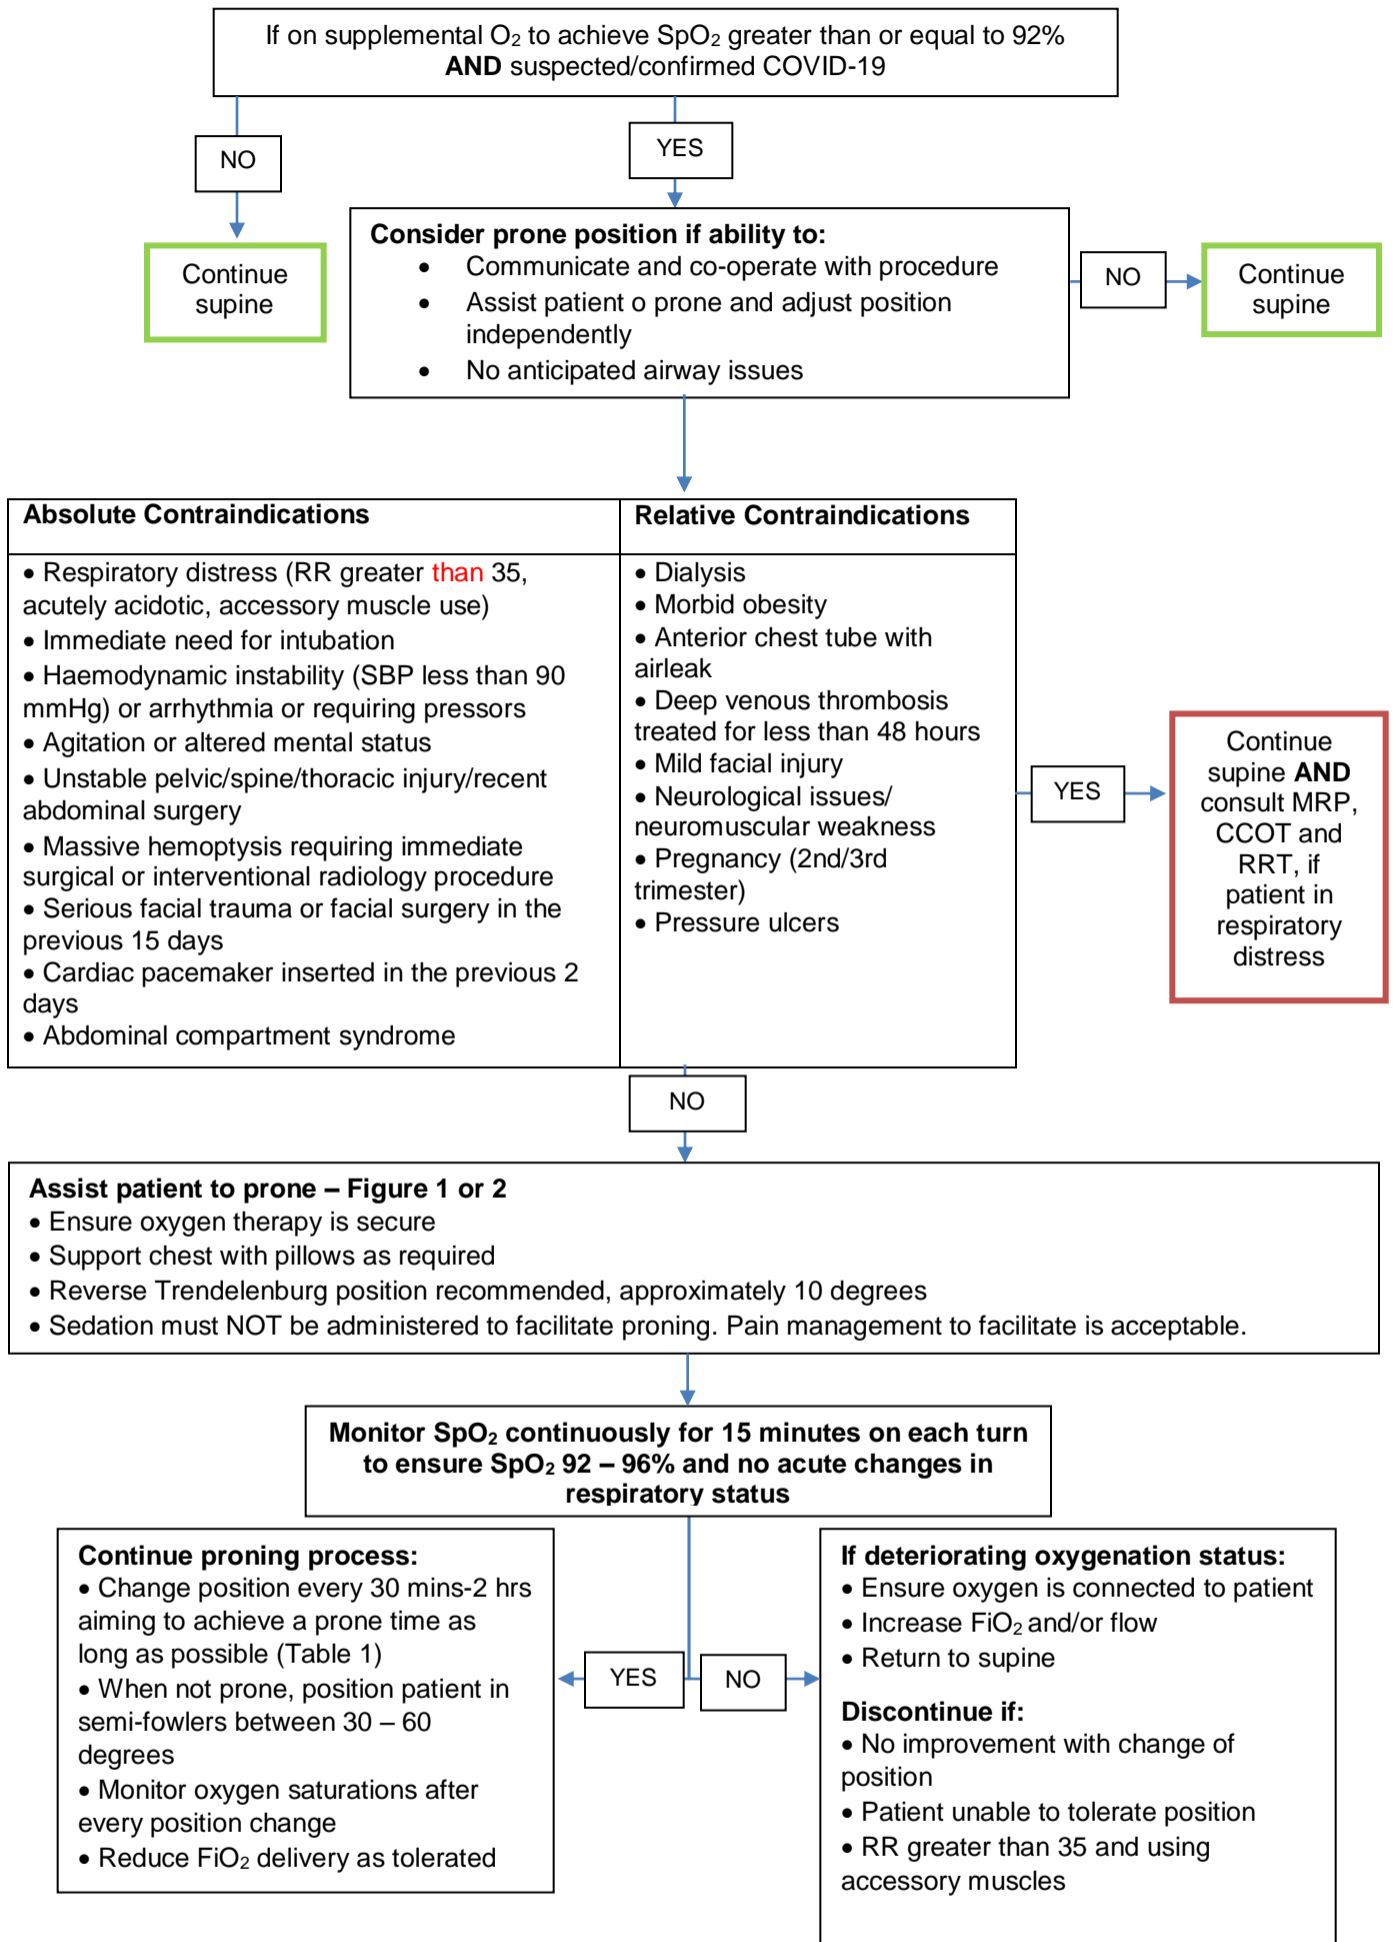 If on supplemental O₂ to achieve SpO₂ greater than or equal to 92%
AND suspected/confirmed COVID-19
NO
YES
Continue
supine
Consider prone position if ability to:
• Communicate and co-operate with procedure
• Assist patient o prone and adjust position
independently
• No anticipated airway issues
NO
Continue
supine
Absolute Contraindications
• Respiratory distress (RR greater than 35,
acutely acidotic, accessory muscle use)
• Immediate need for intubation
• Haemodynamic instability (SBP less than 90
mmHg) or arrhythmia or requiring pressors
• Agitation or altered mental status
• Unstable pelvic/spine/thoracic injury/recent
abdominal surgery
• Massive hemoptysis requiring immediate
surgical or interventional radiology procedure
• Serious facial trauma or facial surgery in the
previous 15 days
• Cardiac pacemaker inserted in the previous 2
days
• Abdominal compartment syndrome
Relative Contraindications
• Dialysis
• Morbid obesity
• Anterior chest tube with
airleak
• Deep venous thrombosis
treated for less than 48 hours
• Mild facial injury
• Neurological issues/
neuromuscular weakness
• Pregnancy (2nd/3rd
trimester)
• Pressure ulcers
YES
Continue
supine AND
consult MRP,
CCOT and
RRT, if
patient in
respiratory
distress
NO
Assist patient to prone – Figure 1 or 2
• Ensure oxygen therapy is secure
• Support chest with pillows as required
• Reverse Trendelenburg position recommended, approximately 10 degrees
• Sedation must NOT be administered to facilitate proning. Pain management to facilitate is acceptable.
Monitor SpO₂ continuously for 15 minutes on each turn
to ensure SpO₂ 92 – 96% and no acute changes in
respiratory status
Continue proning process:
• Change position every 30 mins-2 hrs
aiming to achieve a prone time as
long as possible (Table 1)
• When not prone, position patient in
semi-fowlers between 30 – 60
degrees
• Monitor oxygen saturations after
every position change
• Reduce FiO₂ delivery as tolerated
YES
NO
If deteriorating oxygenation status:
• Ensure oxygen is connected to patient
• Increase FiO₂ and/or flow
• Return to supine
Discontinue if:
• No improvement with change of
position
• Patient unable to tolerate position
• RR greater than 35 and using
accessory muscles